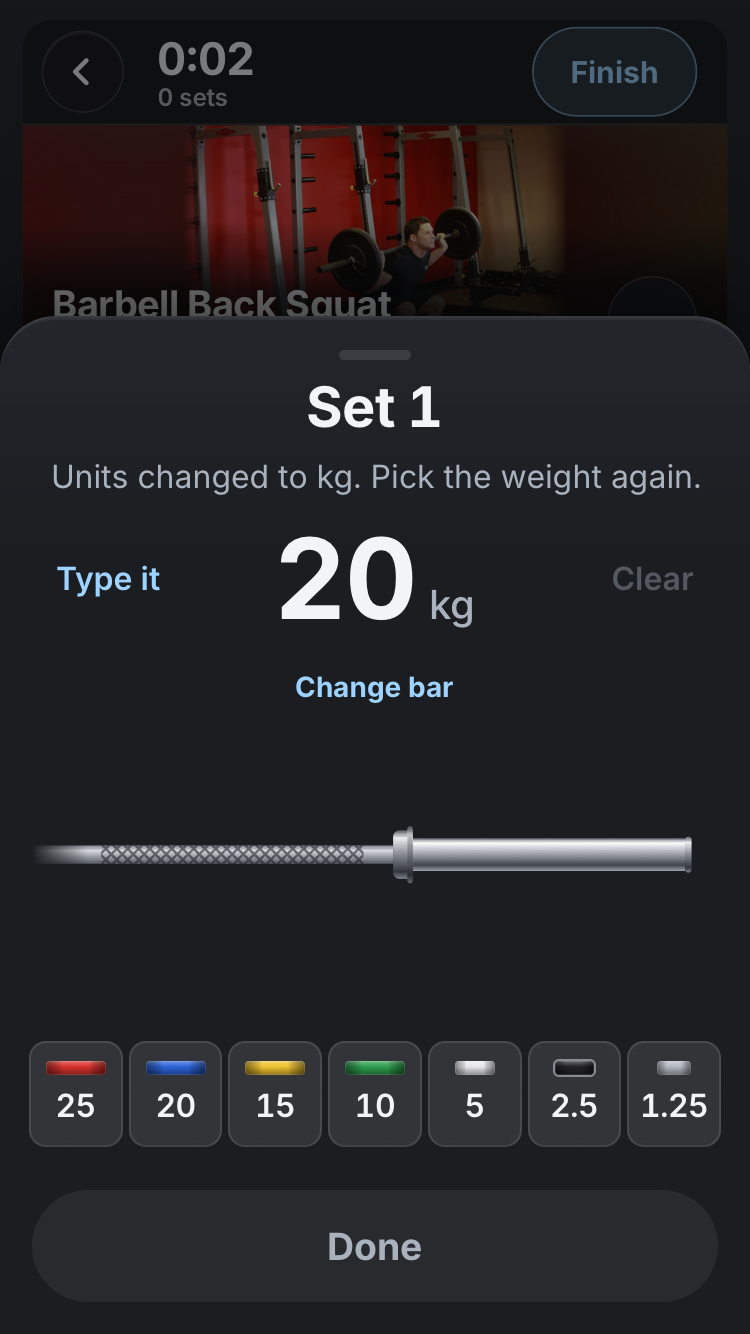 0:02
0 sets
Finish
Barbell Back Squat
Set 1
Units changed to kg. Pick the weight again.
Type it
20 kg
Clear
Change bar
25
20
15
10
5
2.5
1.25
Done